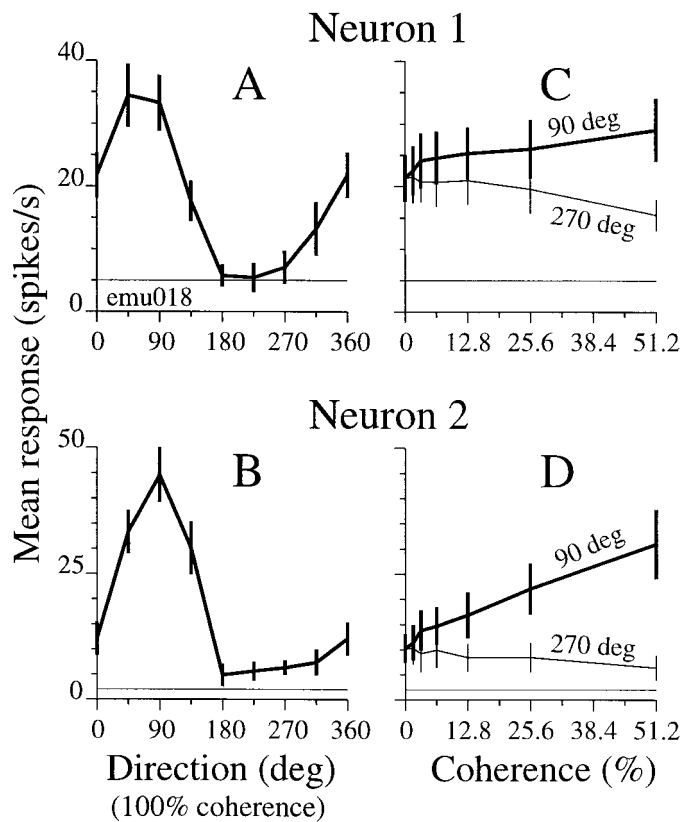 Neuron 1
40
20
0
A
emu018
0 90 180 270 360
C
90 deg
270 deg
0 12.8 25.6 38.4 51.2
Mean response (spikes/s)
Neuron 2
50
25
0
B
0 90 180 270 360
Direction (deg)
(100% coherence)
D
90 deg
270 deg
0 12.8 25.6 38.4 51.2
Coherence (%)